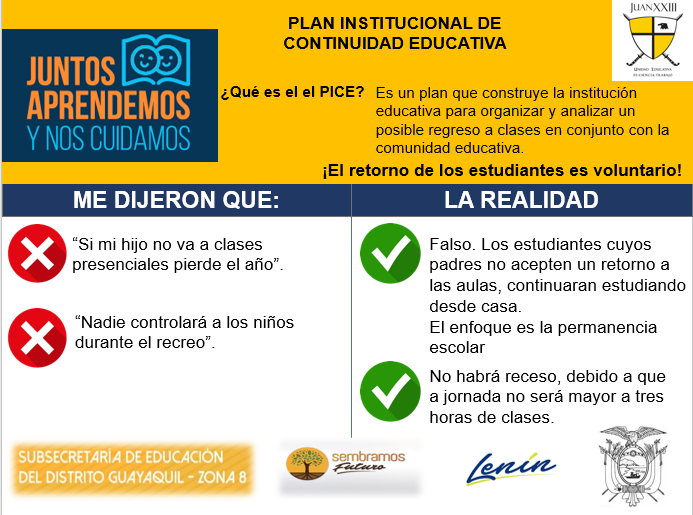 PLAN INSTITUCIONAL DE
CONTINUIDAD EDUCATIVA
JUANXXIII
UNIDAD EDUCATIVA
JUNTOS
APRENDEMOS
Y NOS CUIDAMOS
¿Qué es el el PICE?
Es un plan que construye la institución
educativa para organizar y analizar un
posible regreso a clases en conjunto con la
comunidad educativa.
¡El retorno de los estudiantes es voluntario!
ME DIJERON QUE:
LA REALIDAD
“Si mi hijo no va a clases
presenciales pierde el año”.
Falso. Los estudiantes cuyos
padres no acepten un retorno a
las aulas, continuaran estudiando
desde casa.
El enfoque es la permanencia
escolar
“Nadie controlará a los niños
durante el recreo”.
No habrá receso, debido a que
a jornada no será mayor a tres
horas de clases.
SUBSECRETARÍA DE EDUCACIÓN
DEL DISTRITO GUAYAQUIL - ZONA 8
sembramos
Futuro
Lenín